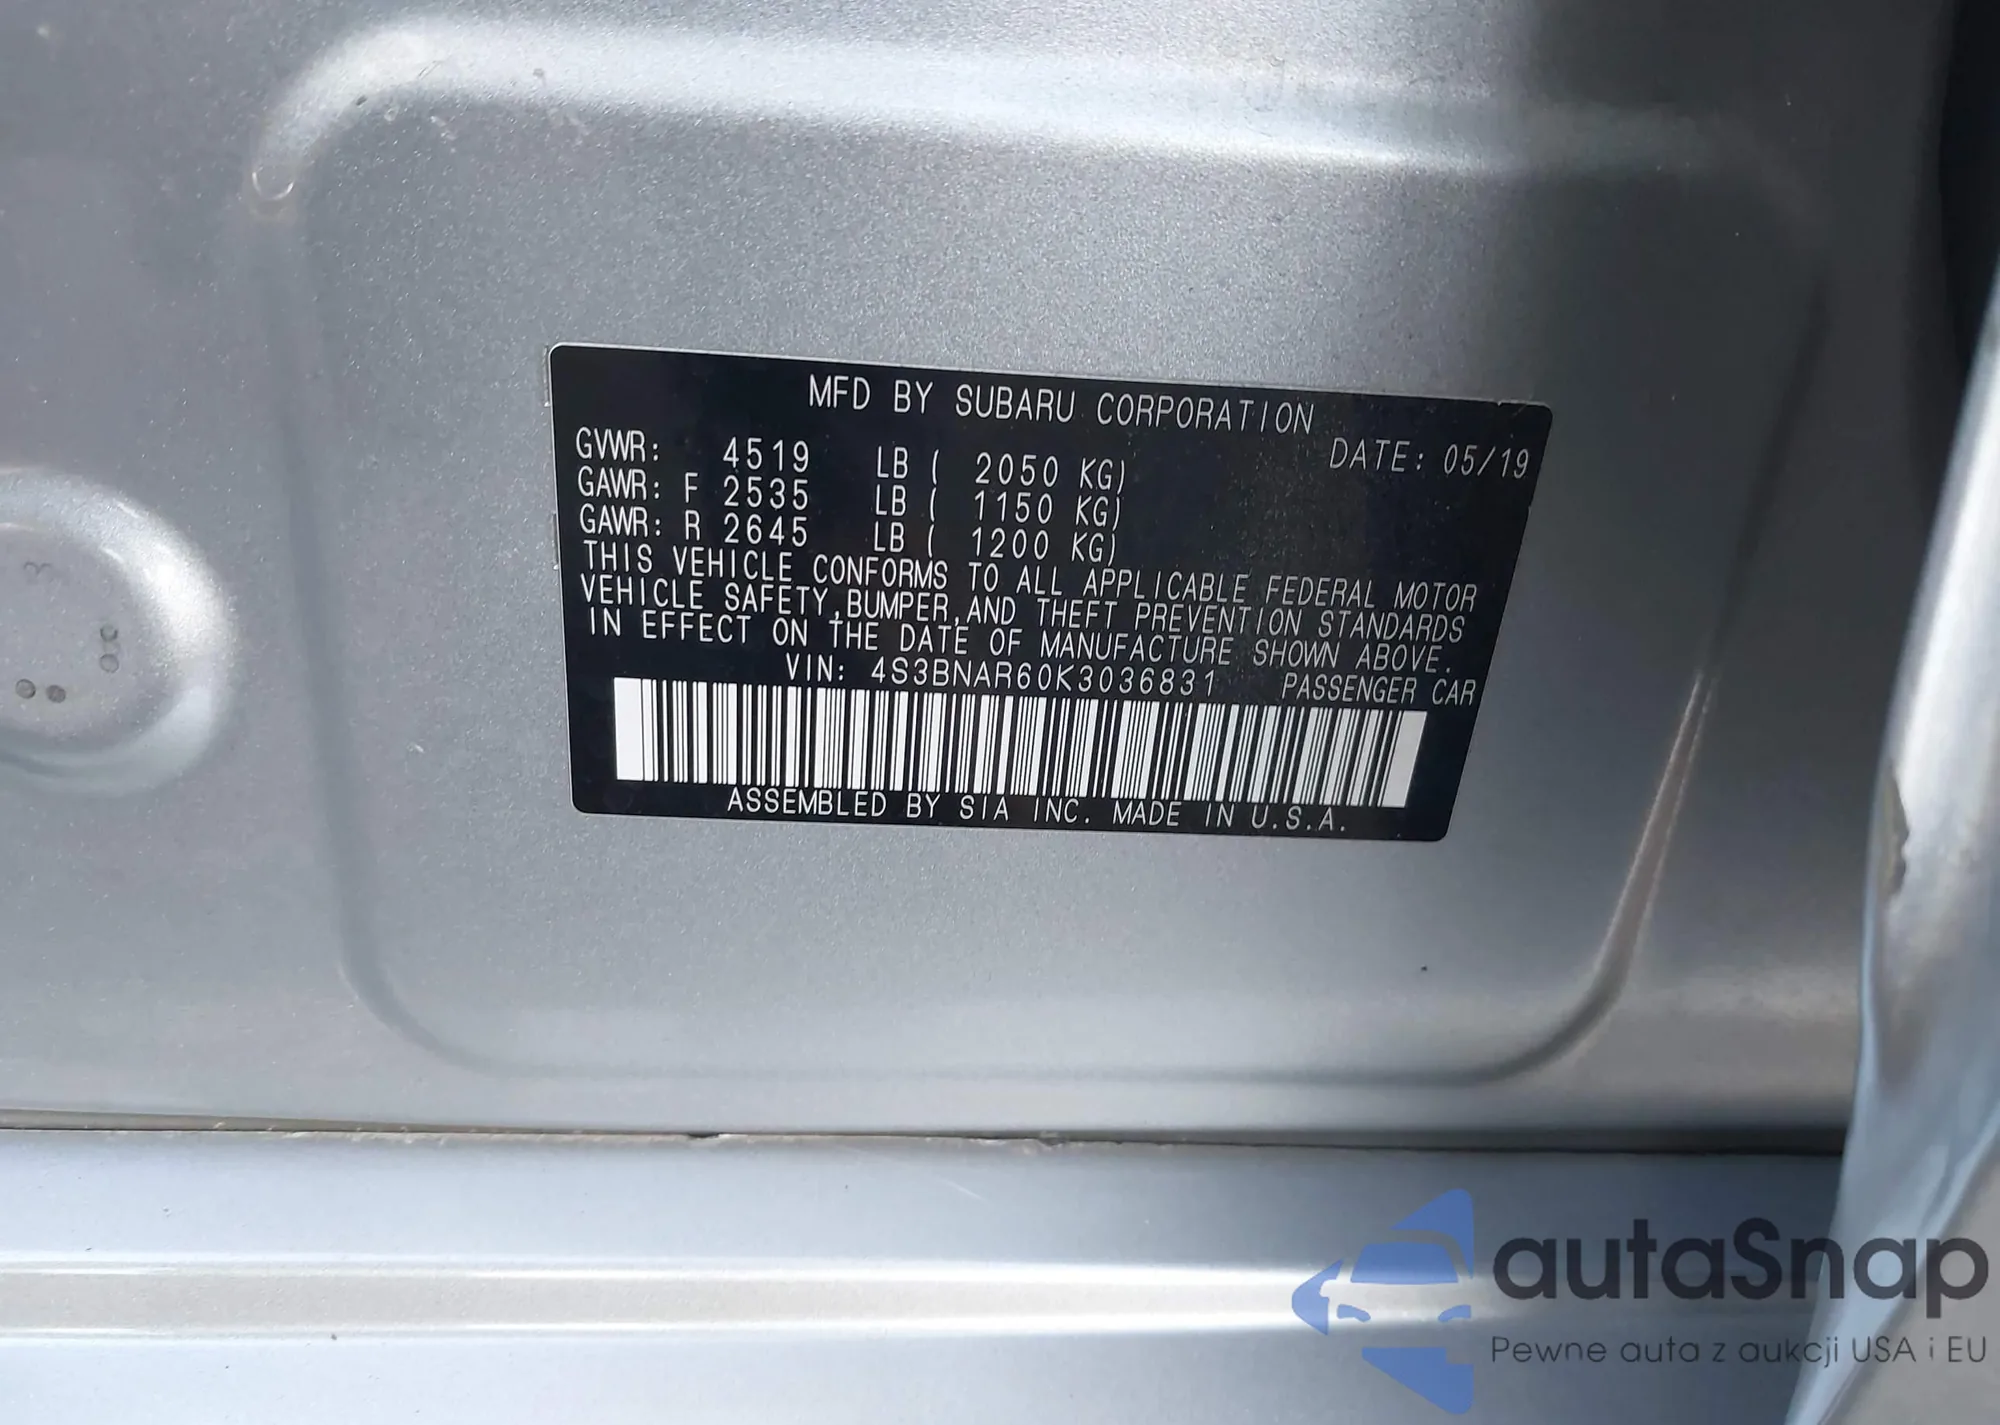 MFD BY SUBARU CORPORATION
DATE: 05/19
GVWR: 4519 LB ( 2050 KG)
GAWR: F 2535 LB ( 1150 KG)
GAWR: R 2645 LB ( 1200 KG)
THIS VEHICLE CONFORMS TO ALL APPLICABLE FEDERAL MOTOR
VEHICLE SAFETY,BUMPER,AND THEFT PREVENTION STANDARDS
IN EFFECT ON THE DATE OF MANUFACTURE SHOWN ABOVE.
VIN: 4S3BNAR60K3036831 PASSENGER CAR
ASSEMBLED BY SIA INC. MADE IN U.S.A.
autaSnap
Pewne auta z aukcji USA i EU